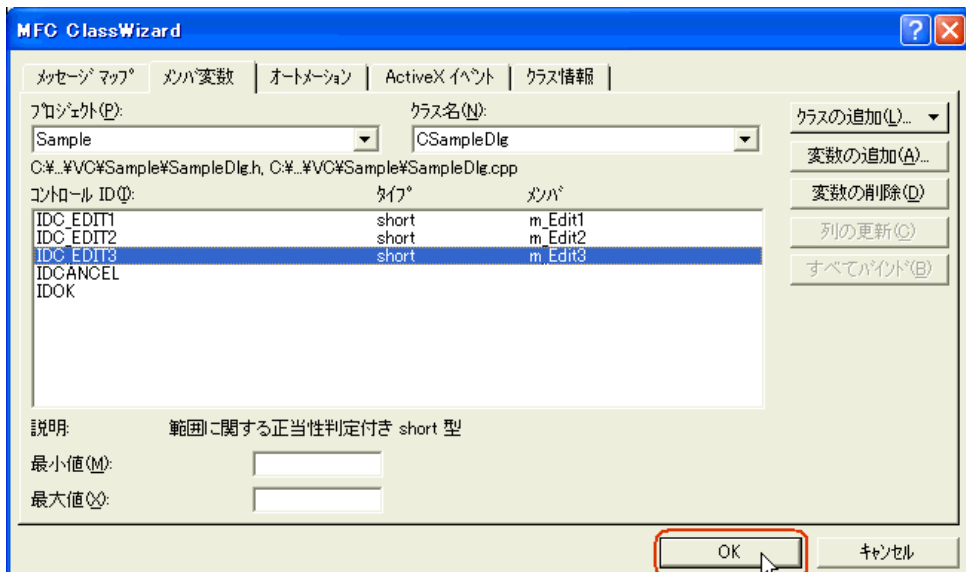 MFC ClassWizard
メッセージ マップ メンバ変数 オートメーション ActiveX イベント クラス情報
プロジェクト(P): クラス名(N):
Sample CSampleDlg
クラスの追加(L)...
C:¥...¥VC¥Sample¥SampleDlg.h, C:¥...¥VC¥Sample¥SampleDlg.cpp
変数の追加(A)...
コントロール ID(I): タイプ メンバ
変数の削除(D)
IDC_EDIT1 short m_Edit1
IDC_EDIT2 short m_Edit2
列の更新(C)
IDC_EDIT3 short m_Edit3
IDCANCEL
すべてバインド(B)
IDOK
説明: 範囲に関する正当性判定付き short 型
最小値(M):
最大値(X):
OK キャンセル